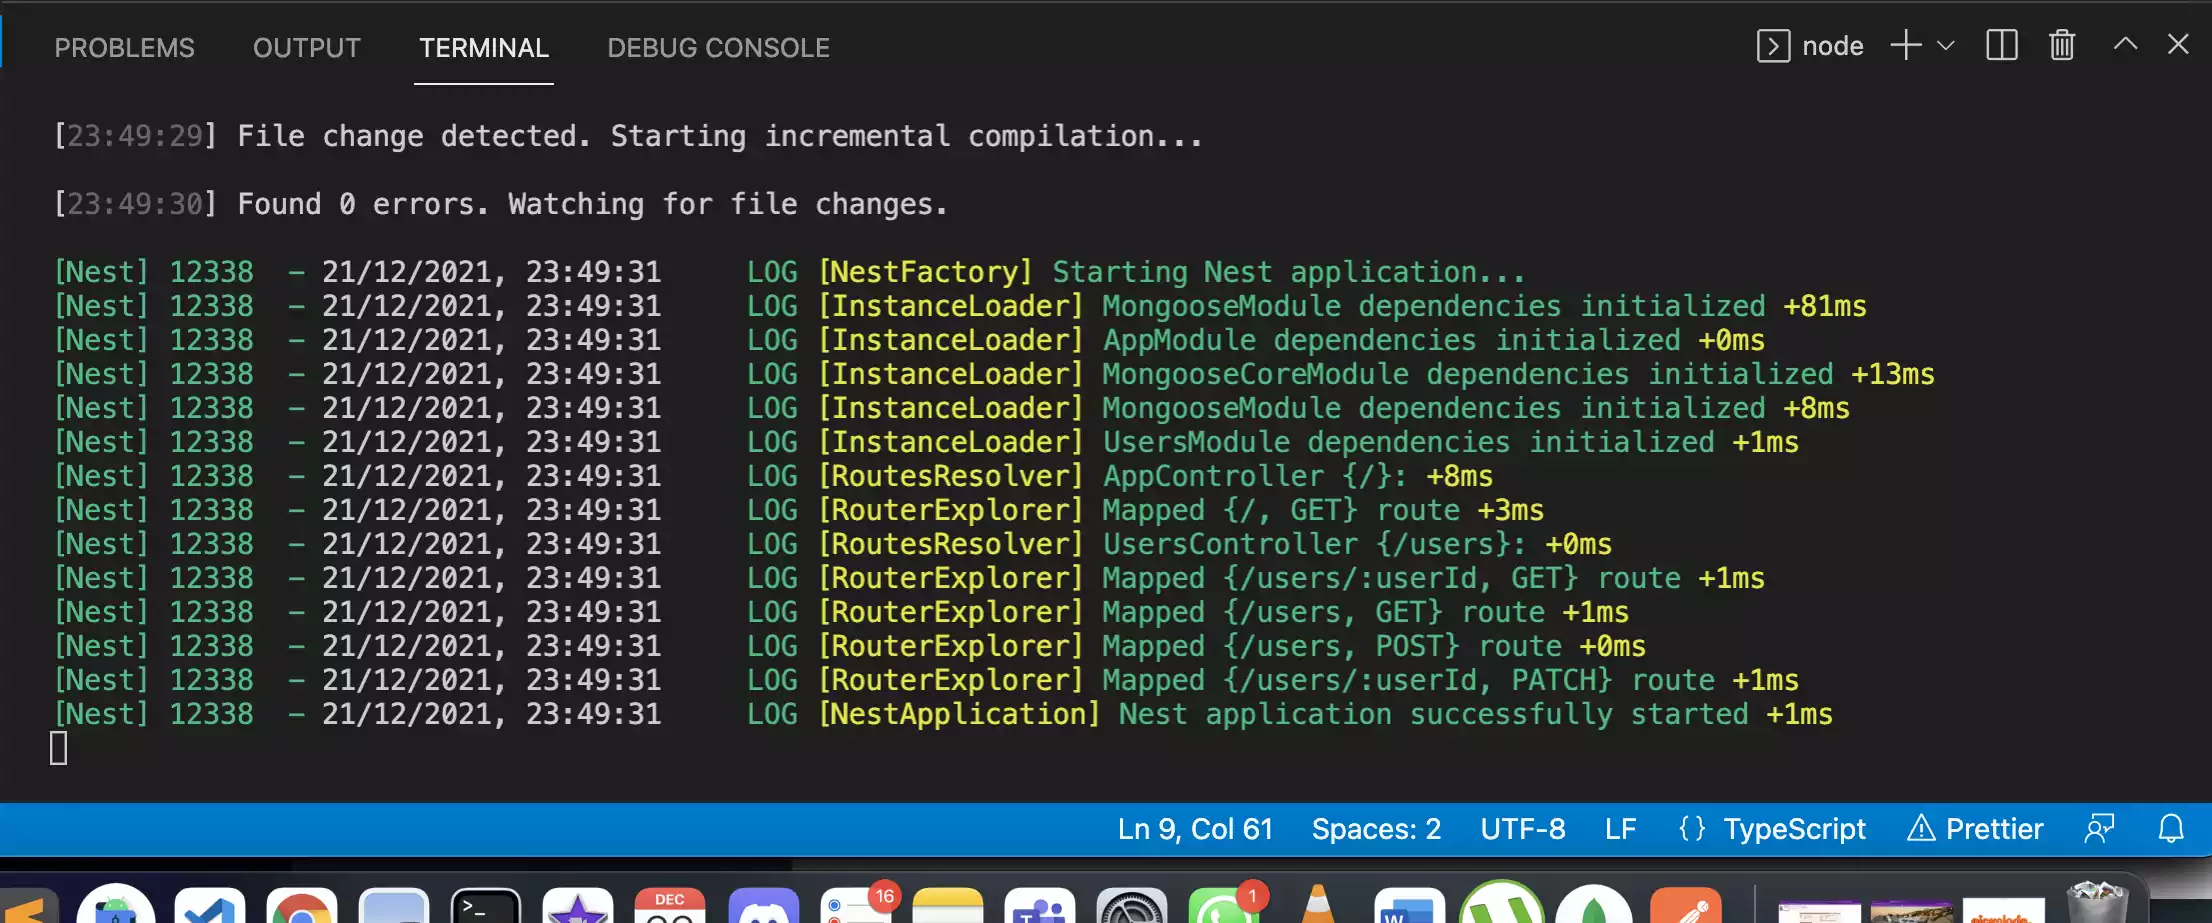 PROBLEMS OUTPUT TERMINAL DEBUG CONSOLE node
[23:49:29] File change detected. Starting incremental compilation...
[23:49:30] Found 0 errors. Watching for file changes.
[Nest] 12338  - 21/12/2021, 23:49:31     LOG [NestFactory] Starting Nest application...
[Nest] 12338  - 21/12/2021, 23:49:31     LOG [InstanceLoader] MongooseModule dependencies initialized +81ms
[Nest] 12338  - 21/12/2021, 23:49:31     LOG [InstanceLoader] AppModule dependencies initialized +0ms
[Nest] 12338  - 21/12/2021, 23:49:31     LOG [InstanceLoader] MongooseCoreModule dependencies initialized +13ms
[Nest] 12338  - 21/12/2021, 23:49:31     LOG [InstanceLoader] MongooseModule dependencies initialized +8ms
[Nest] 12338  - 21/12/2021, 23:49:31     LOG [InstanceLoader] UsersModule dependencies initialized +1ms
[Nest] 12338  - 21/12/2021, 23:49:31     LOG [RoutesResolver] AppController {/}: +8ms
[Nest] 12338  - 21/12/2021, 23:49:31     LOG [RouterExplorer] Mapped {/, GET} route +3ms
[Nest] 12338  - 21/12/2021, 23:49:31     LOG [RoutesResolver] UsersController {/users}: +0ms
[Nest] 12338  - 21/12/2021, 23:49:31     LOG [RouterExplorer] Mapped {/users/:userId, GET} route +1ms
[Nest] 12338  - 21/12/2021, 23:49:31     LOG [RouterExplorer] Mapped {/users, GET} route +1ms
[Nest] 12338  - 21/12/2021, 23:49:31     LOG [RouterExplorer] Mapped {/users, POST} route +0ms
[Nest] 12338  - 21/12/2021, 23:49:31     LOG [RouterExplorer] Mapped {/users/:userId, PATCH} route +1ms
[Nest] 12338  - 21/12/2021, 23:49:31     LOG [NestApplication] Nest application successfully started +1ms
Ln 9, Col 61 Spaces: 2 UTF-8 LF {} TypeScript Prettier
>_ DEC 16 T 1 W